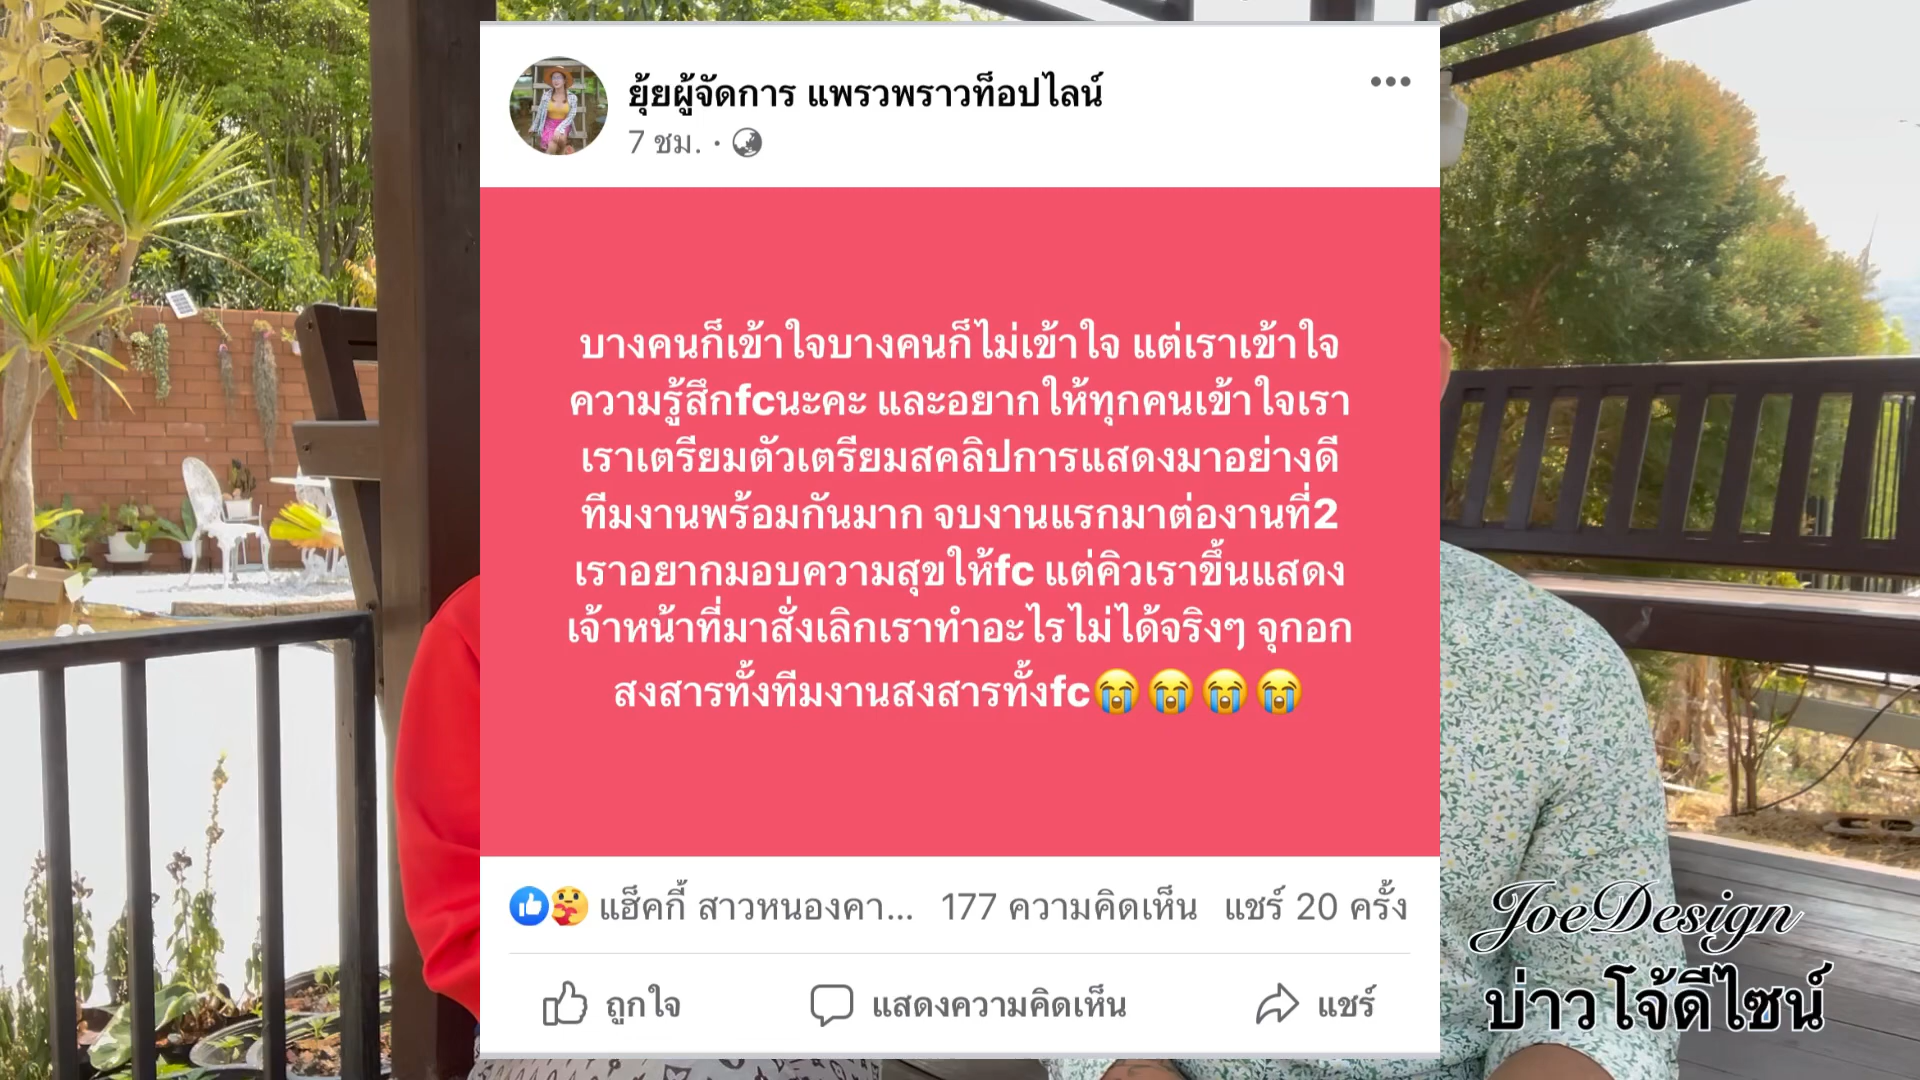 ยุ้ยผู้จัดการ แพรวพราวท็อปไลน์
7 ชม. ·
บางคนก็เข้าใจบางคนก็ไม่เข้าใจ แต่เราเข้าใจ
ความรู้สึกfcนะคะ และอยากให้ทุกคนเข้าใจเรา
เราเตรียมตัวเตรียมสคลิปการแสดงมาอย่างดี
ทีมงานพร้อมกันมาก จบงานแรกมาต่องานที่2
เราอยากมอบความสุขให้fc แต่คิวเราขึ้นแสดง
เจ้าหน้าที่มาสั่งเลิกเราทำอะไรไม่ได้จริงๆ จุกอก
สงสารทั้งทีมงานสงสารทั้งfc😭😭😭😭
แฮ็คกี้ สาวหนองคา... 177 ความคิดเห็น แชร์ 20 ครั้ง
ถูกใจ แสดงความคิดเห็น แชร์
JoeDesign
บ่าวโจ้ดีไซน์